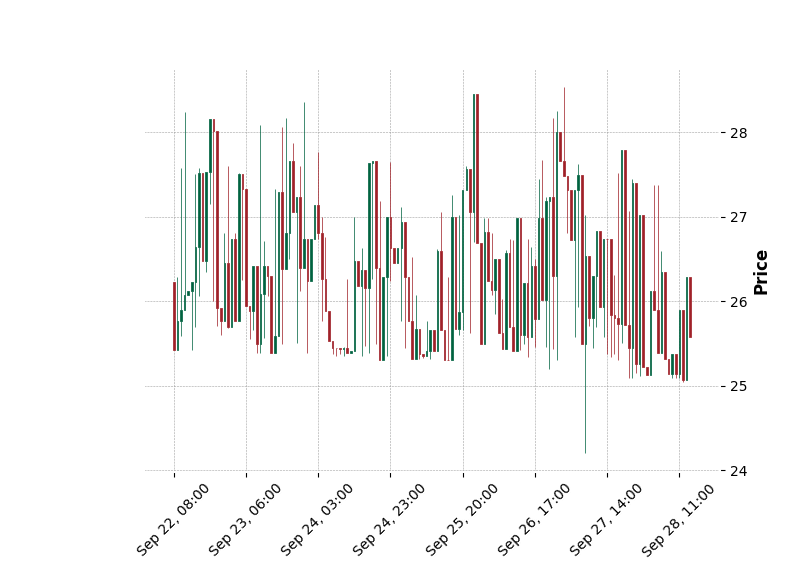 28
27
26
25
24
Price
Sep 22, 08:00
Sep 23, 06:00
Sep 24, 03:00
Sep 24, 23:00
Sep 25, 20:00
Sep 26, 17:00
Sep 27, 14:00
Sep 28, 11:00